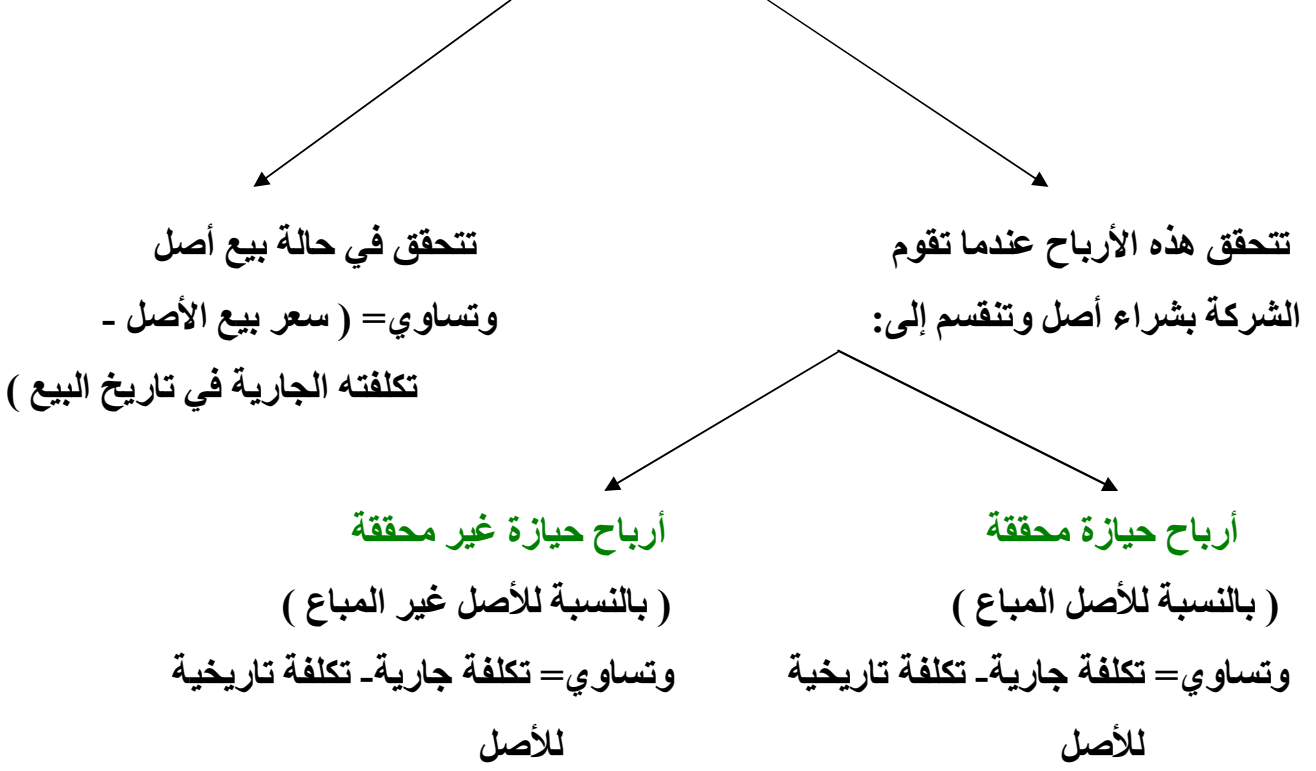 تتحقق هذه الأرباح عندما تقوم
الشركة بشراء أصل وتنقسم إلى:
تتحقق في حالة بيع أصل
وتساوي= ( سعر بيع الأصل -
تكلفته الجارية في تاريخ البيع )
أرباح حيازة محققة
( بالنسبة للأصل المباع )
وتساوي= تكلفة جارية- تكلفة تاريخية
للأصل
أرباح حيازة غير محققة
( بالنسبة للأصل غير المباع )
وتساوي= تكلفة جارية- تكلفة تاريخية
للأصل